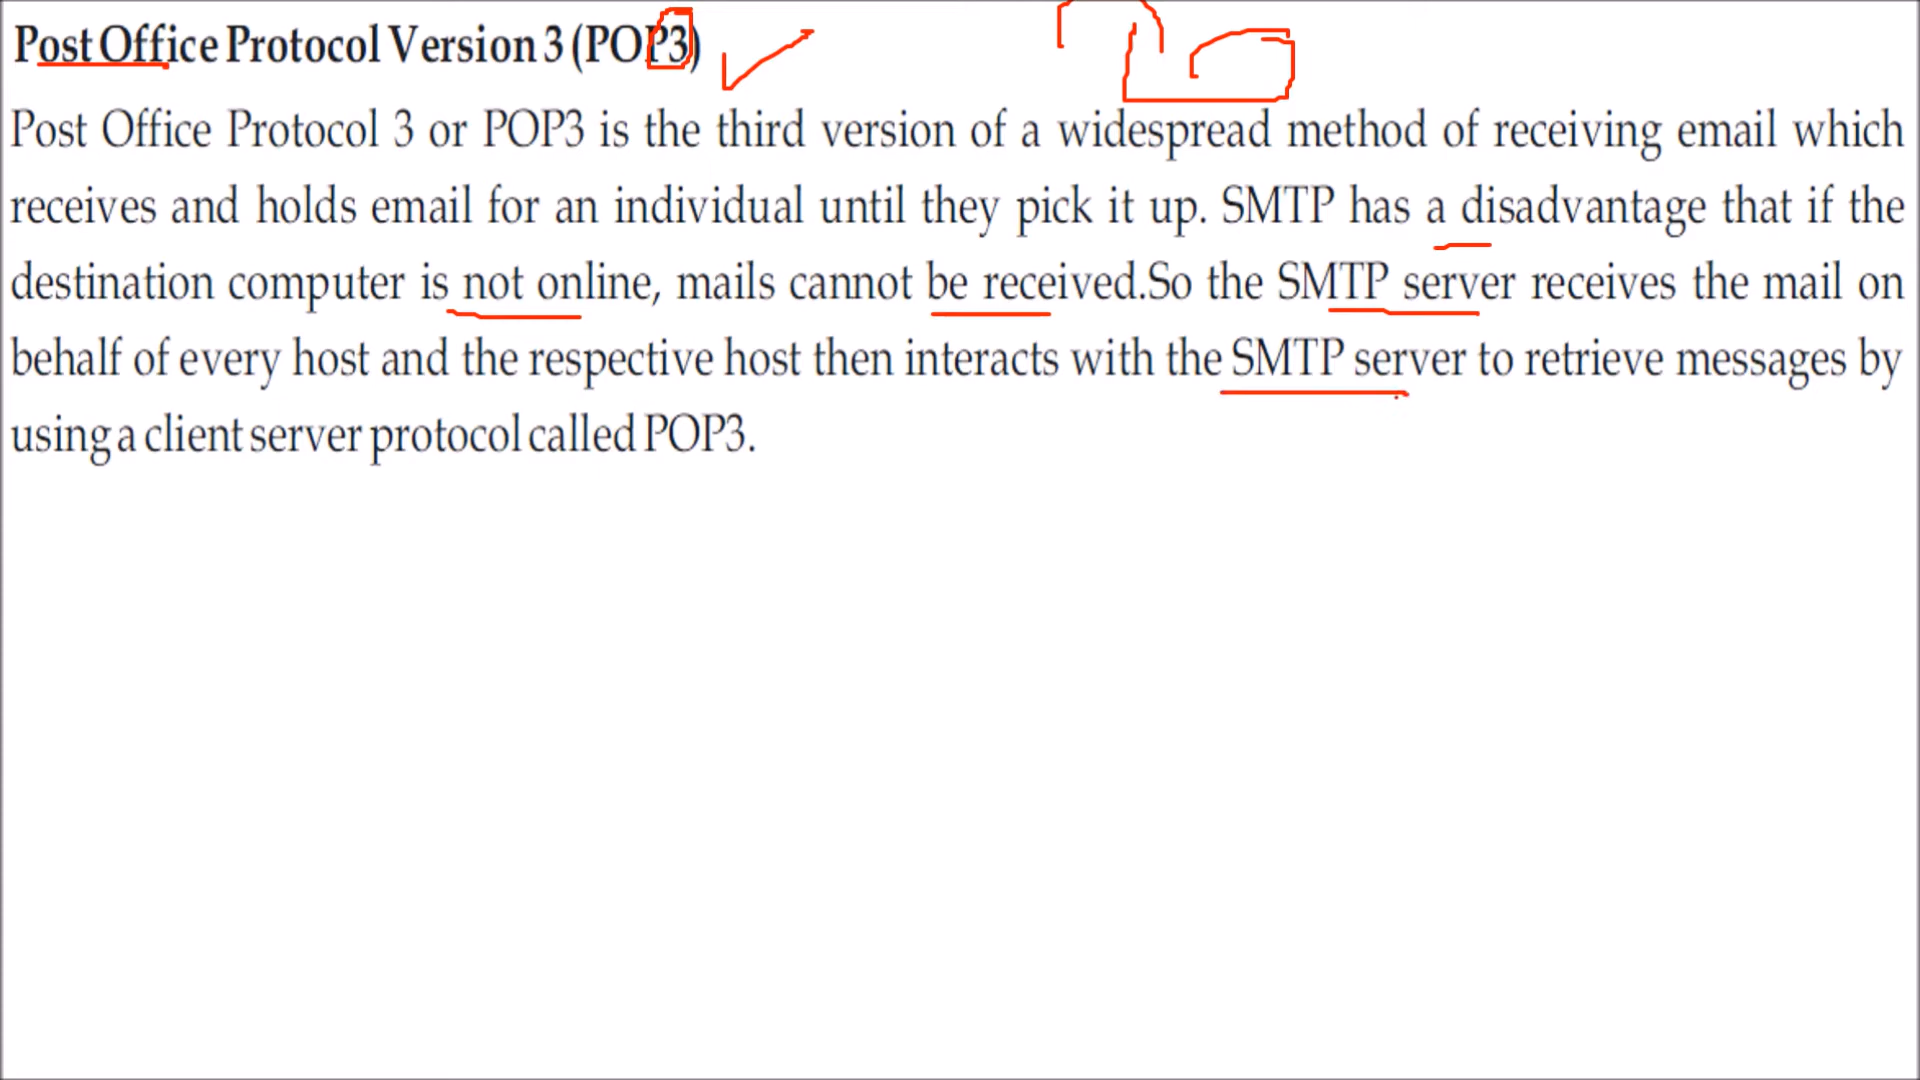 Post Office Protocol Version 3 (POP3)
Post Office Protocol 3 or POP3 is the third version of a widespread method of receiving email which
receives and holds email for an individual until they pick it up. SMTP has a disadvantage that if the
destination computer is not online, mails cannot be received.So the SMTP server receives the mail on
behalf of every host and the respective host then interacts with the SMTP server to retrieve messages by
using a client server protocol called POP3.